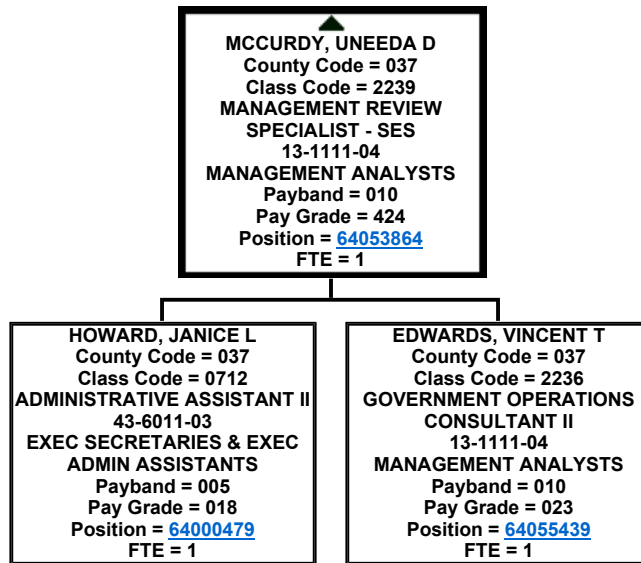 MCCURDY, UNEEDA D
County Code = 037
Class Code = 2239
MANAGEMENT REVIEW
SPECIALIST - SES
13-1111-04
MANAGEMENT ANALYSTS
Payband = 010
Pay Grade = 424
Position = 64053864
FTE = 1
HOWARD, JANICE L
County Code = 037
Class Code = 0712
ADMINISTRATIVE ASSISTANT II
43-6011-03
EXEC SECRETARIES & EXEC
ADMIN ASSISTANTS
Payband = 005
Pay Grade = 018
Position = 64000479
FTE = 1
EDWARDS, VINCENT T
County Code = 037
Class Code = 2236
GOVERNMENT OPERATIONS
CONSULTANT II
13-1111-04
MANAGEMENT ANALYSTS
Payband = 010
Pay Grade = 023
Position = 64055439
FTE = 1